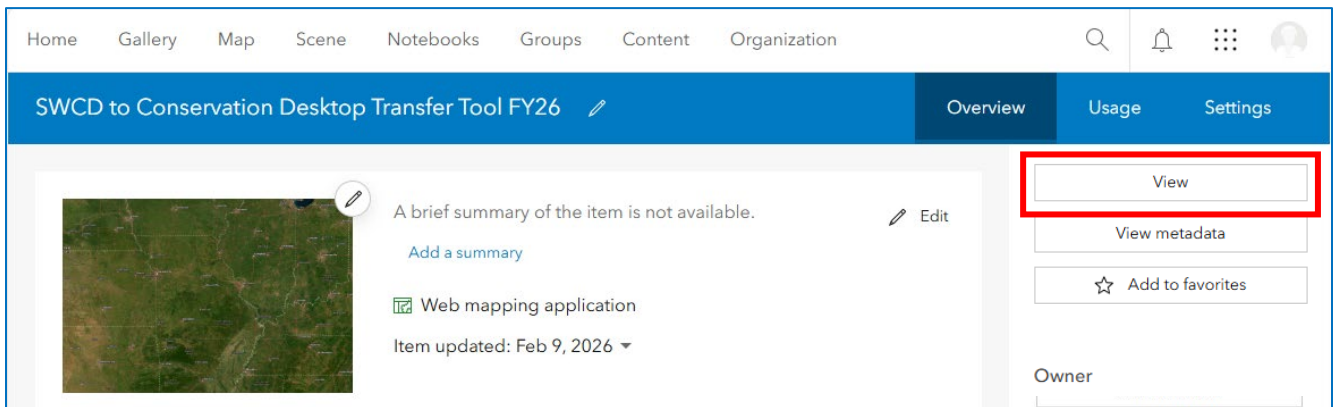 Home Gallery Map Scene Notebooks Groups Content Organization
SWCD to Conservation Desktop Transfer Tool FY26
Overview Usage Settings
A brief summary of the item is not available.
Edit
Add a summary
Web mapping application
Item updated: Feb 9, 2026
View
View metadata
Add to favorites
Owner